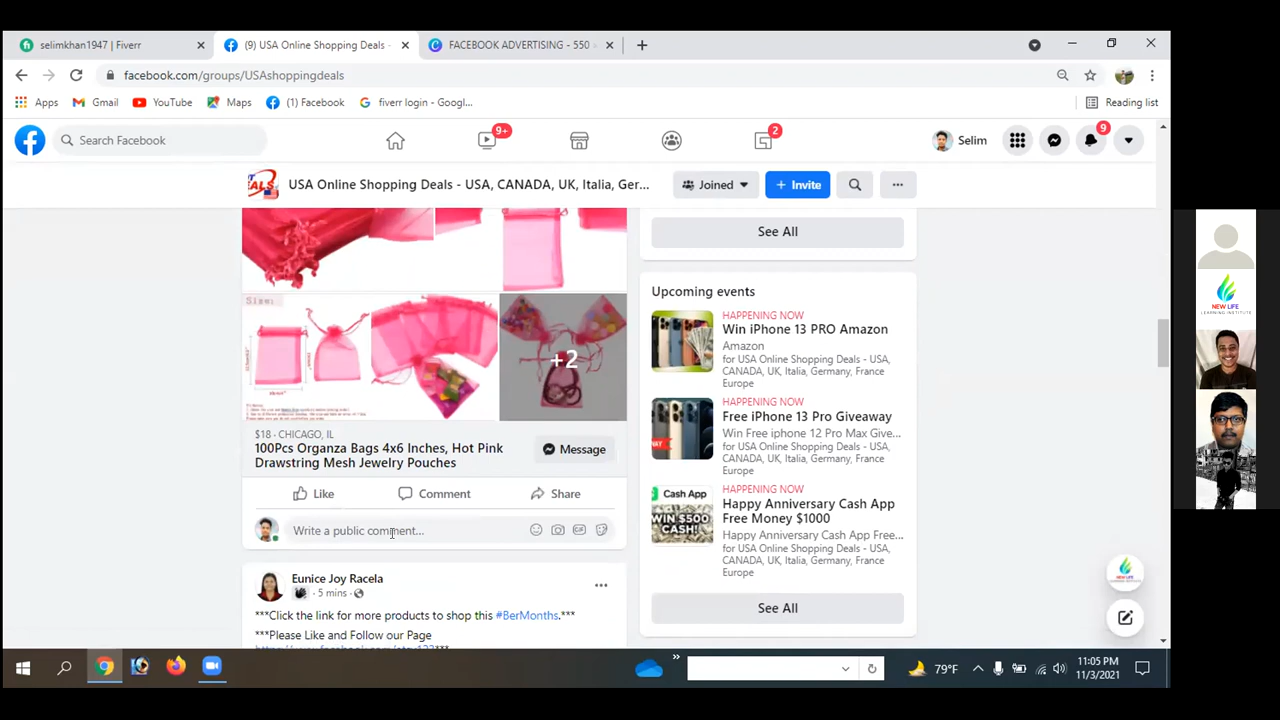 selimkhan1947 | Fiverr
(9) USA Online Shopping Deals -
FACEBOOK ADVERTISING - 550
facebook.com/groups/USAshoppingdeals
Apps
Gmail
YouTube
Maps
(1) Facebook
fiverr login - Googl...
Reading list
Search Facebook
9+
2
Selim
9
USA Online Shopping Deals - USA, CANADA, UK, Italia, Ger...
Joined
+ Invite
See All
Size:
+2
$18 · CHICAGO, IL
100Pcs Organza Bags 4x6 Inches, Hot Pink
Drawstring Mesh Jewelry Pouches
Message
Like
Comment
Share
Write a public comment...
GIF
Eunice Joy Racela
5 mins ·
***Click the link for more products to shop this #BerMonths.***
***Please Like and Follow our Page
Upcoming events
HAPPENING NOW
Win iPhone 13 PRO Amazon
Amazon
for USA Online Shopping Deals - USA,
CANADA, UK, Italia, Germany, France
Europe
HAPPENING NOW
Free iPhone 13 Pro Giveaway
Win Free iphone 12 Pro Max Give...
for USA Online Shopping Deals - USA,
CANADA, UK, Italia, Germany, France
Europe
Cash App
WIN $500
CASH!
HAPPENING NOW
Happy Anniversary Cash App
Free Money $1000
Happy Anniversary Cash App Free...
for USA Online Shopping Deals - USA,
CANADA, UK, Italia, Germany, France
Europe
See All
NEW LIFE
LEARNING INSTITUTE
79°F
11:05 PM
11/3/2021